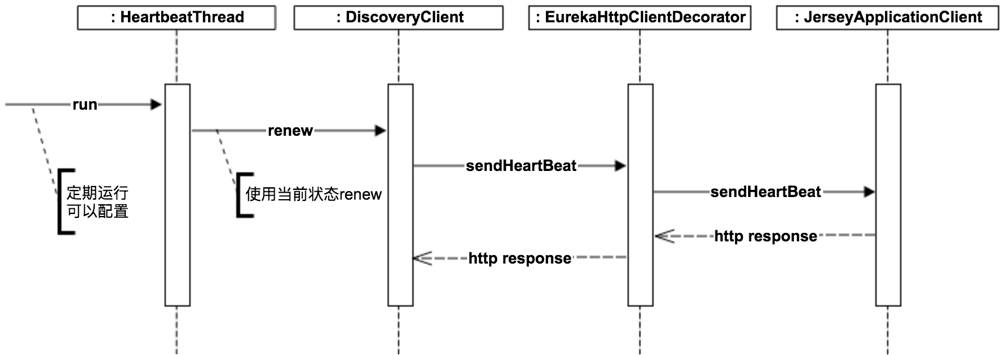 : HeartbeatThread
: DiscoveryClient
: EurekaHttpClientDecorator
: JerseyApplicationClient
run
renew
sendHeartBeat
sendHeartBeat
定期运行
可以配置
使用当前状态renew
http response
http response